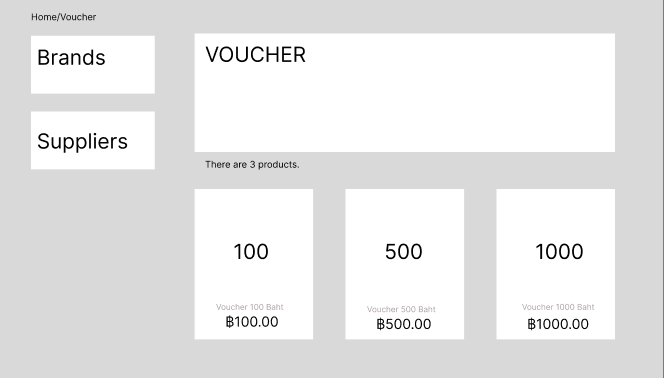 Home/Voucher
Brands
Suppliers
VOUCHER
There are 3 products.
100
Voucher 100 Baht
฿100.00
500
Voucher 500 Baht
฿500.00
1000
Voucher 1000 Baht
฿1000.00